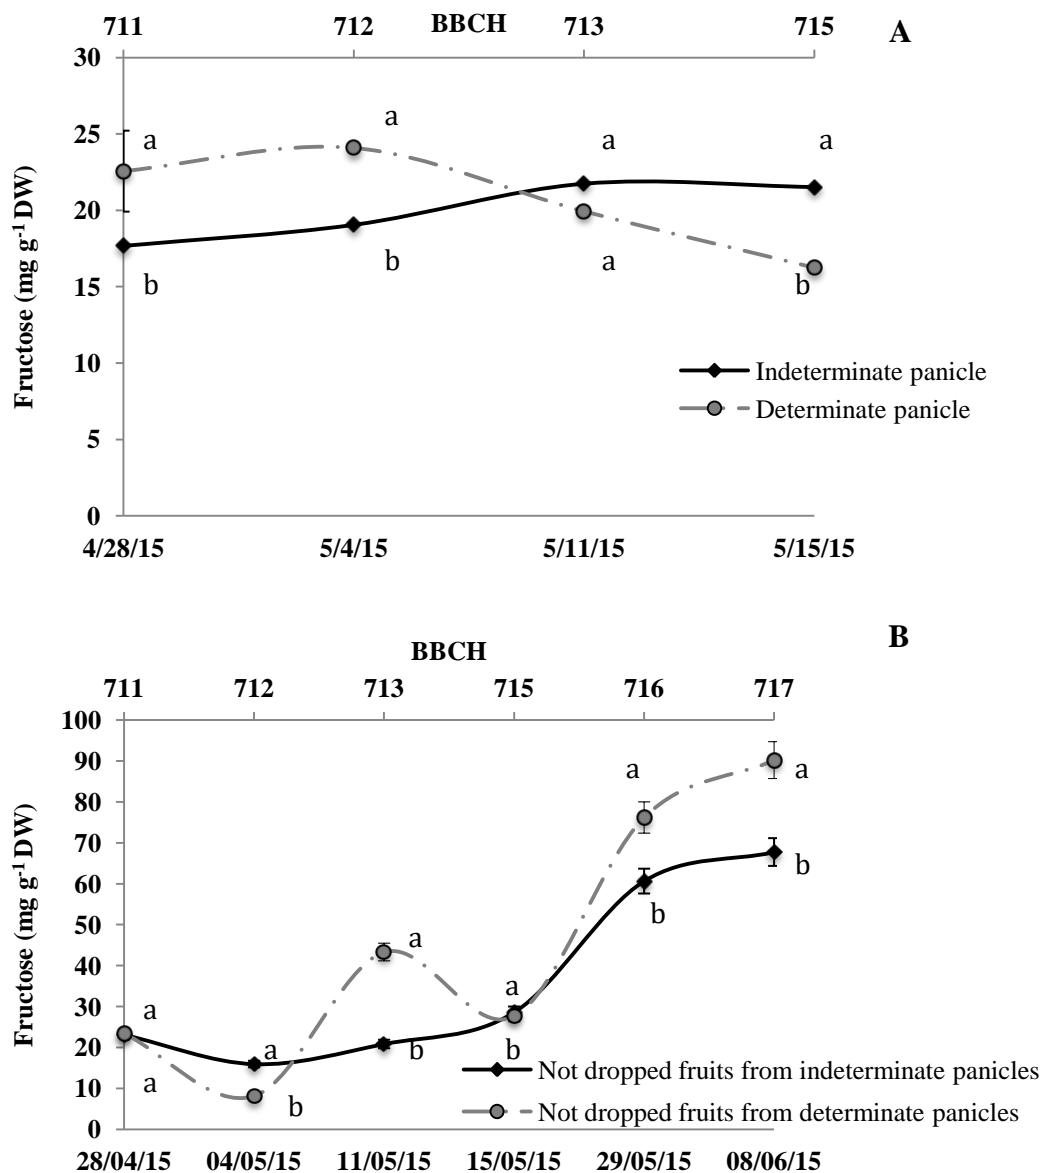 BBCH
711 712 713 715
A
30
25
20
15
10
5
0
Fructose (mg g-1 DW)
a a a a
b b a b
Indeterminate panicle
Determinate panicle
4/28/15 5/4/15 5/11/15 5/15/15
B
BBCH
711 712 713 715 716 717
100
90
80
70
60
50
40
30
20
10
0
Fructose (mg g-1 DW)
a a a a a a
a b b b b b
Not dropped fruits from indeterminate panicles
Not dropped fruits from determinate panicles
28/04/15 04/05/15 11/05/15 15/05/15 29/05/15 08/06/15